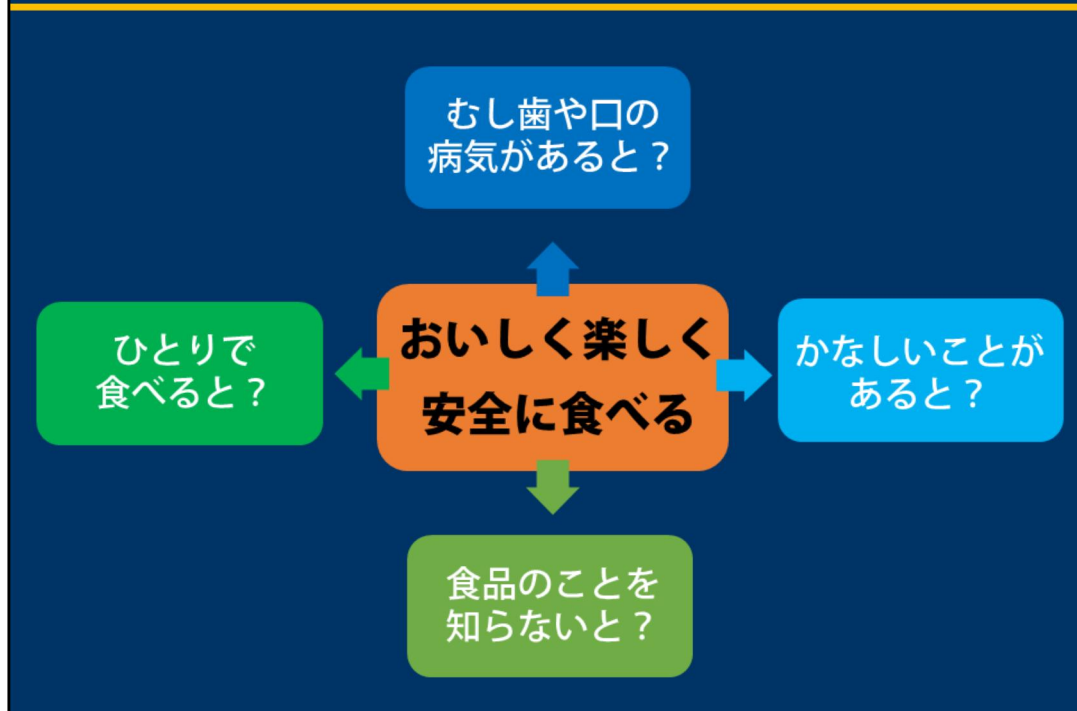 むし歯や口の
病気があると？
ひとりで
食べると？
おいしく楽しく
安全に食べる
かなしいことが
あると？
食品のことを
知らないと？